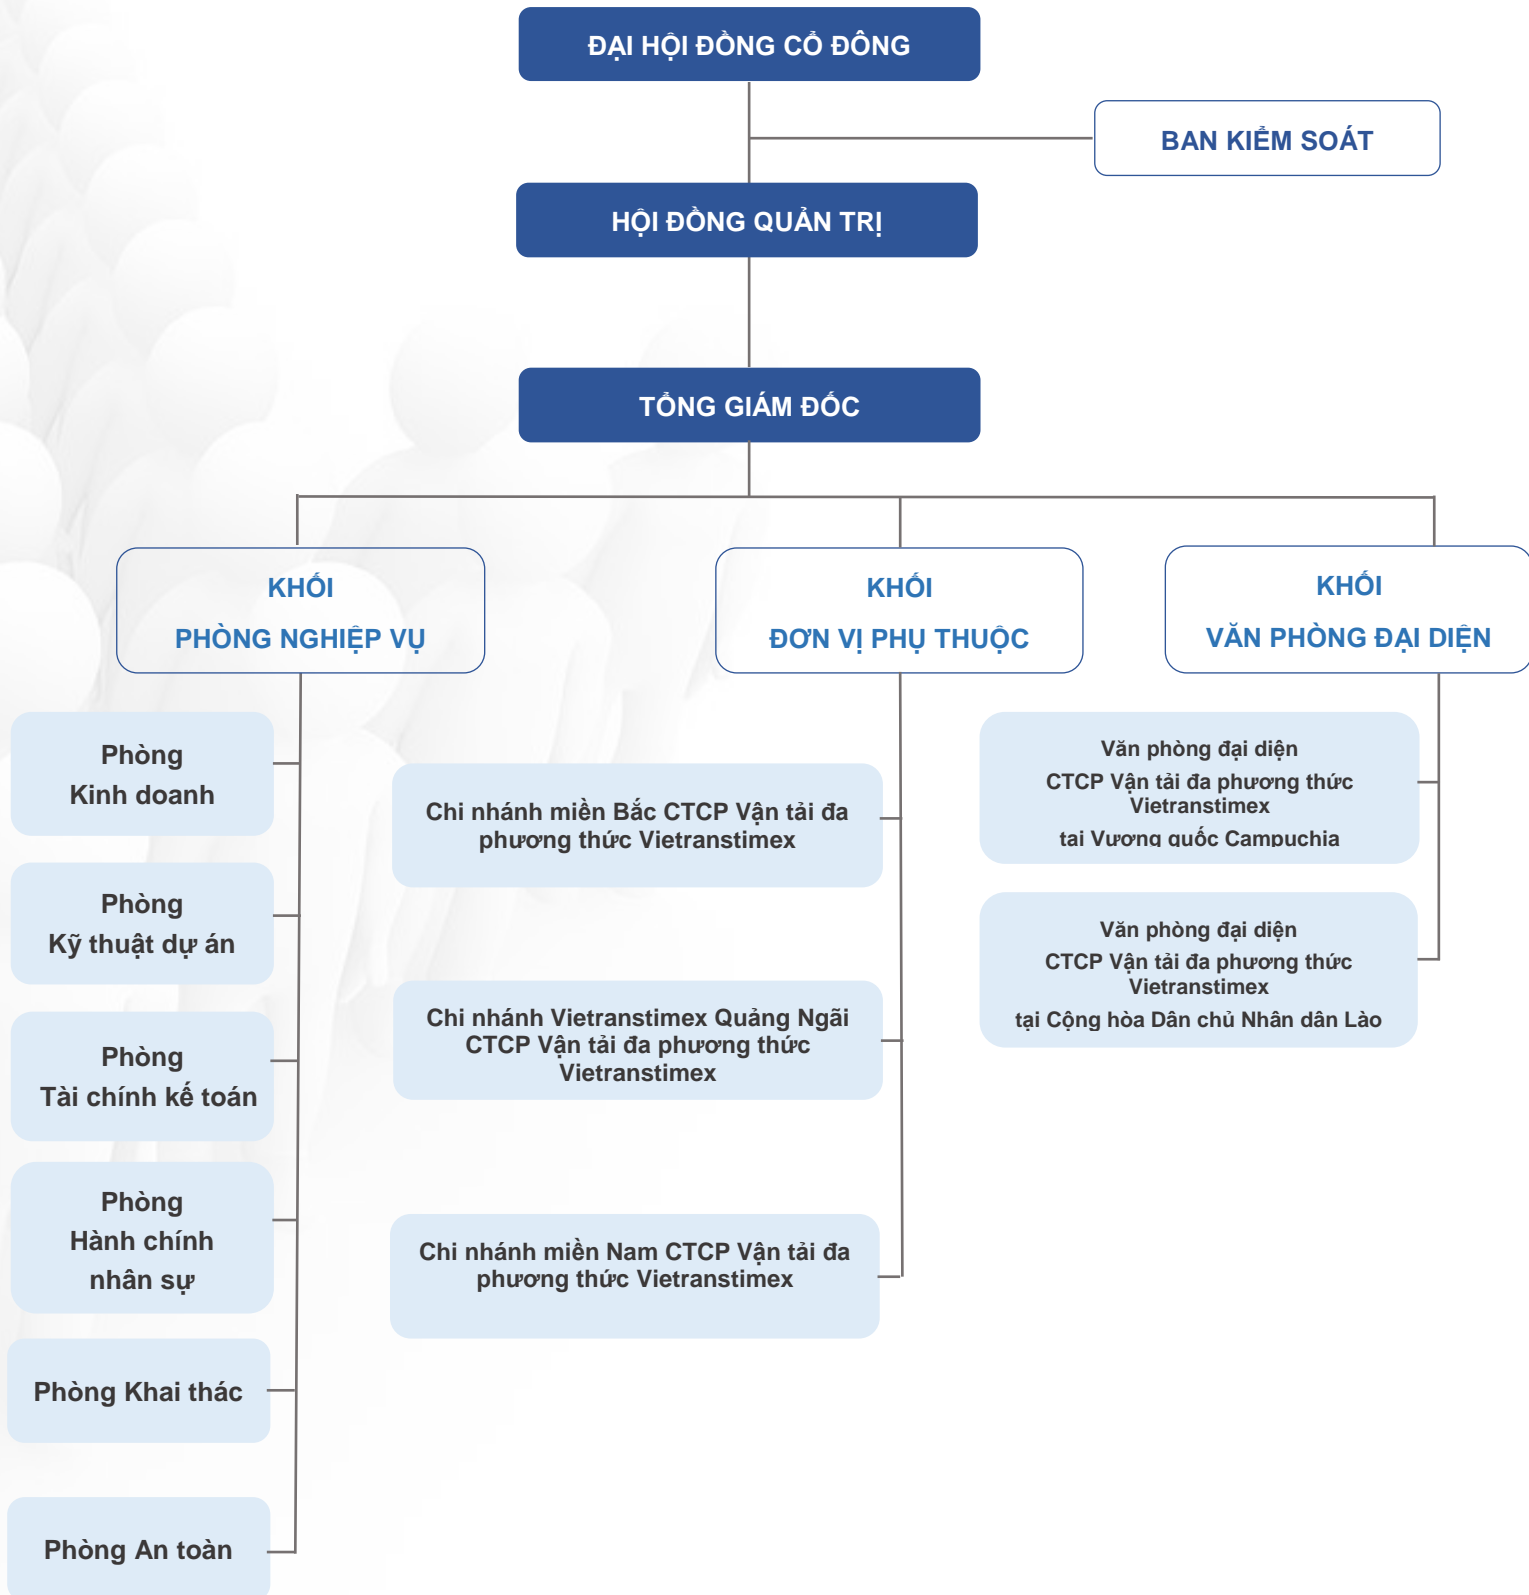 ĐẠI HỘI ĐỒNG CỔ ĐÔNG
BAN KIỂM SOÁT
HỘI ĐỒNG QUẢN TRỊ
TỔNG GIÁM ĐỐC
KHỐI
PHÒNG NGHIỆP VỤ
KHỐI
ĐƠN VỊ PHỤ THUỘC
KHỐI
VĂN PHÒNG ĐẠI DIỆN
Phòng
Kinh doanh
Phòng
Kỹ thuật dự án
Phòng
Tài chính kế toán
Phòng
Hành chính
nhân sự
Phòng Khai thác
Phòng An toàn
Chi nhánh miền Bắc CTCP Vận tải đa
phương thức Vietranstimex
Chi nhánh Vietranstimex Quảng Ngãi
CTCP Vận tải đa phương thức
Vietranstimex
Chi nhánh miền Nam CTCP Vận tải đa
phương thức Vietranstimex
Văn phòng đại diện
CTCP Vận tải đa phương thức
Vietranstimex
tại Vương quốc Campuchia
Văn phòng đại diện
CTCP Vận tải đa phương thức
Vietranstimex
tại Cộng hòa Dân chủ Nhân dân Lào